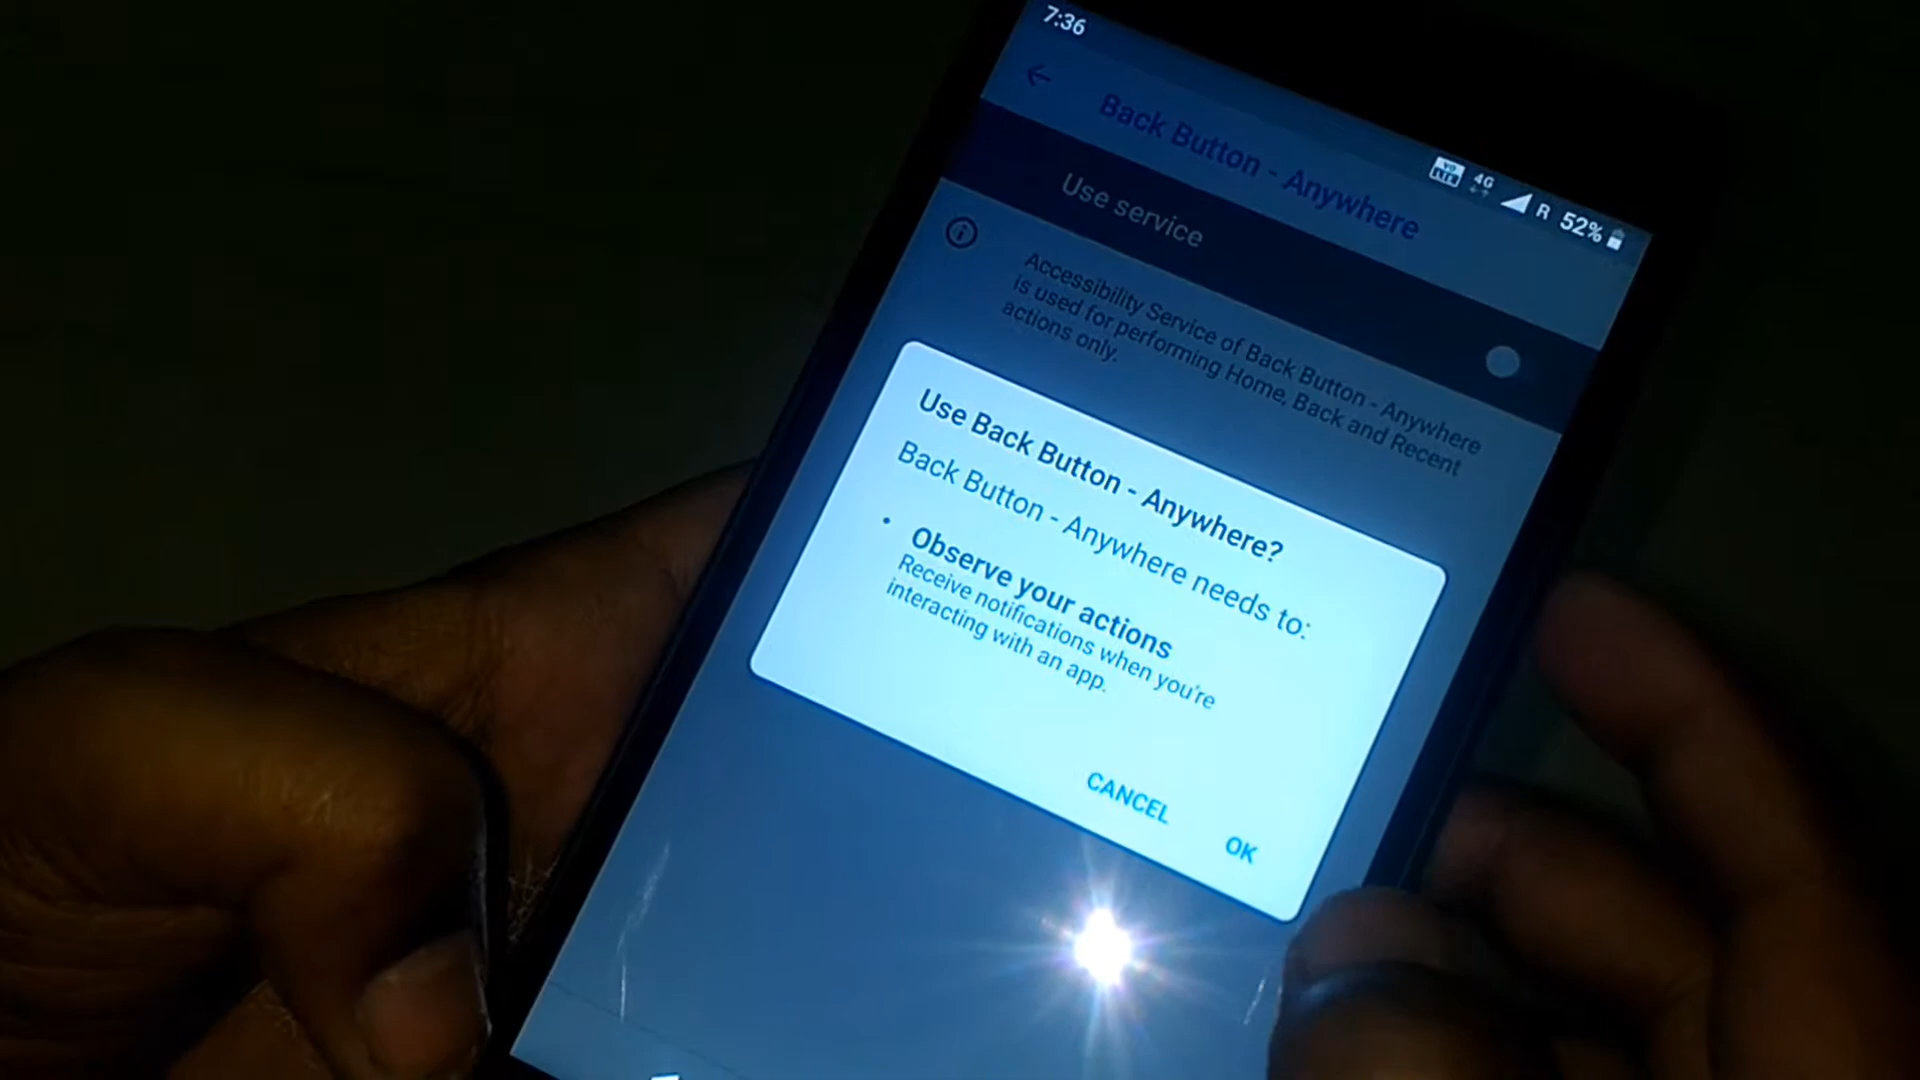 7:36
VO LTE 4G R 52%
Back Button - Anywhere
Use service
Accessibility Service of Back Button - Anywhere
is used for performing Home, Back and Recent
actions only.
Use Back Button - Anywhere?
Back Button - Anywhere needs to:
• Observe your actions
Receive notifications when you're
interacting with an app.
CANCEL
OK